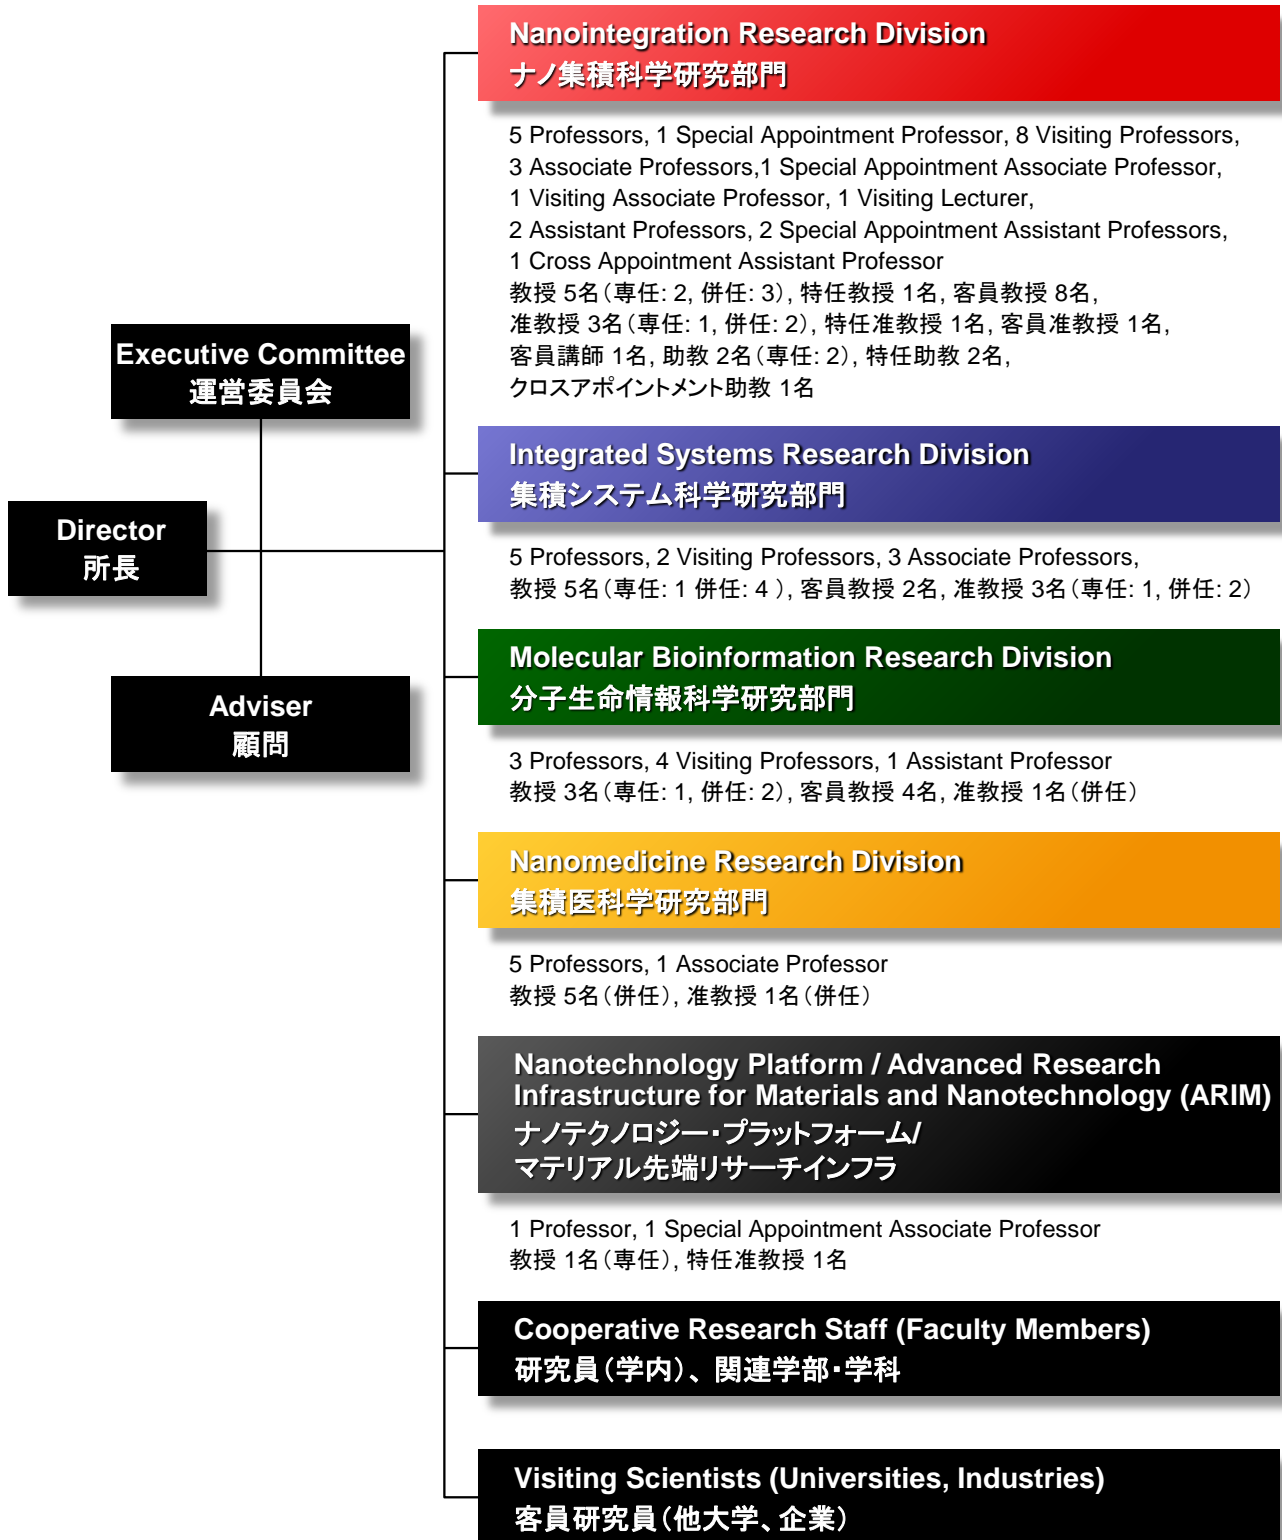 Nanointegration Research Division
ナノ集積科学研究部門
5 Professors, 1 Special Appointment Professor, 8 Visiting Professors,
3 Associate Professors,1 Special Appointment Associate Professor,
1 Visiting Associate Professor, 1 Visiting Lecturer,
2 Assistant Professors, 2 Special Appointment Assistant Professors,
1 Cross Appointment Assistant Professor
教授 5名（専任: 2, 併任: 3）, 特任教授 1名, 客員教授 8名,
准教授 3名（専任: 1, 併任: 2）, 特任准教授 1名, 客員准教授 1名,
客員講師 1名, 助教 2名（専任: 2）, 特任助教 2名,
クロスアポイントメント助教 1名
Executive Committee
運営委員会
Director
所長
Adviser
顧問
Integrated Systems Research Division
集積システム科学研究部門
5 Professors, 2 Visiting Professors, 3 Associate Professors,
教授 5名（専任: 1 併任: 4 ）, 客員教授 2名, 准教授 3名（専任: 1, 併任: 2）
Molecular Bioinformation Research Division
分子生命情報科学研究部門
3 Professors, 4 Visiting Professors, 1 Assistant Professor
教授 3名（専任: 1, 併任: 2）, 客員教授 4名, 准教授 1名（併任）
Nanomedicine Research Division
集積医科学研究部門
5 Professors, 1 Associate Professor
教授 5名（併任）, 准教授 1名（併任）
Nanotechnology Platform / Advanced Research
Infrastructure for Materials and Nanotechnology (ARIM)
ナノテクノロジー・プラットフォーム/
マテリアル先端リサーチインフラ
1 Professor, 1 Special Appointment Associate Professor
教授 1名（専任）, 特任准教授 1名
Cooperative Research Staff (Faculty Members)
研究員（学内）、関連学部・学科
Visiting Scientists (Universities, Industries)
客員研究員（他大学、企業）